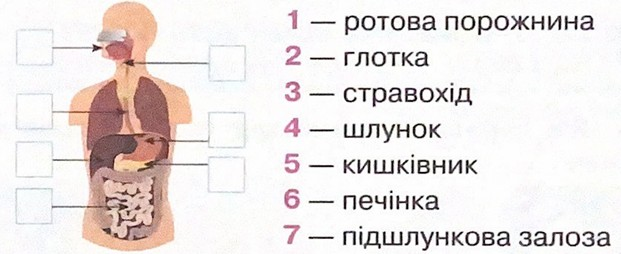 1 — ротова порожнина
2 — глотка
3 — стравохід
4 — шлунок
5 — кишківник
6 — печінка
7 — підшлункова залоза